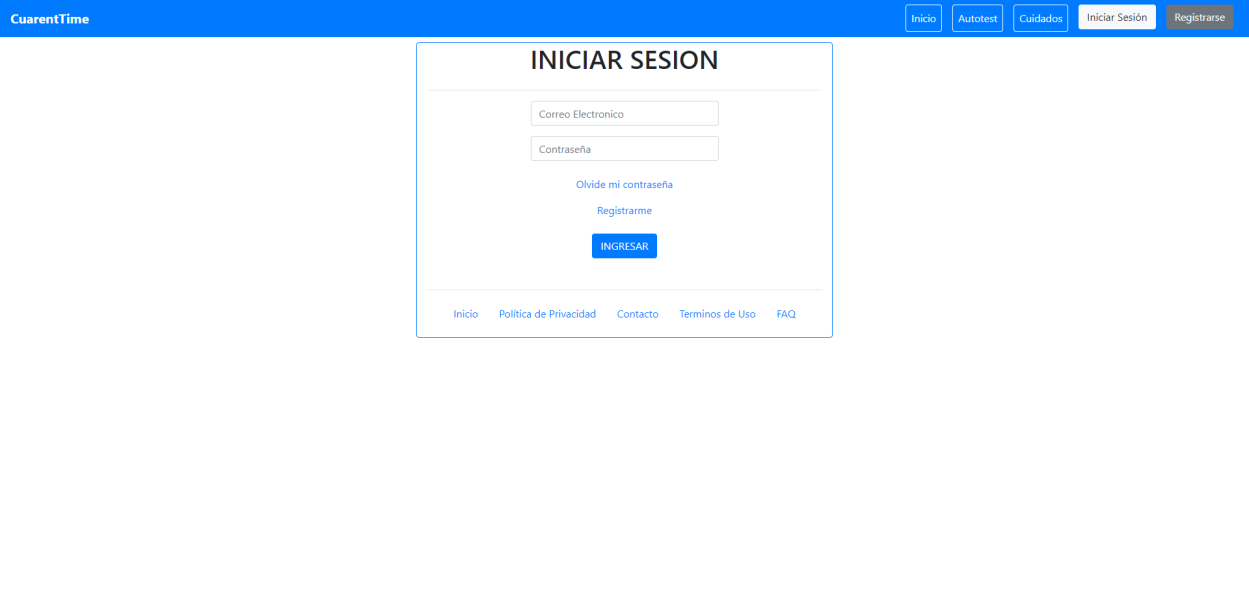 CuarentTime Inicio Autotest Cuidados Iniciar Sesión Registrarse
INICIAR SESION
Correo Electronico
Contraseña
Olvide mi contraseña
Registrarme
INGRESAR
Inicio Política de Privacidad Contacto Terminos de Uso FAQ